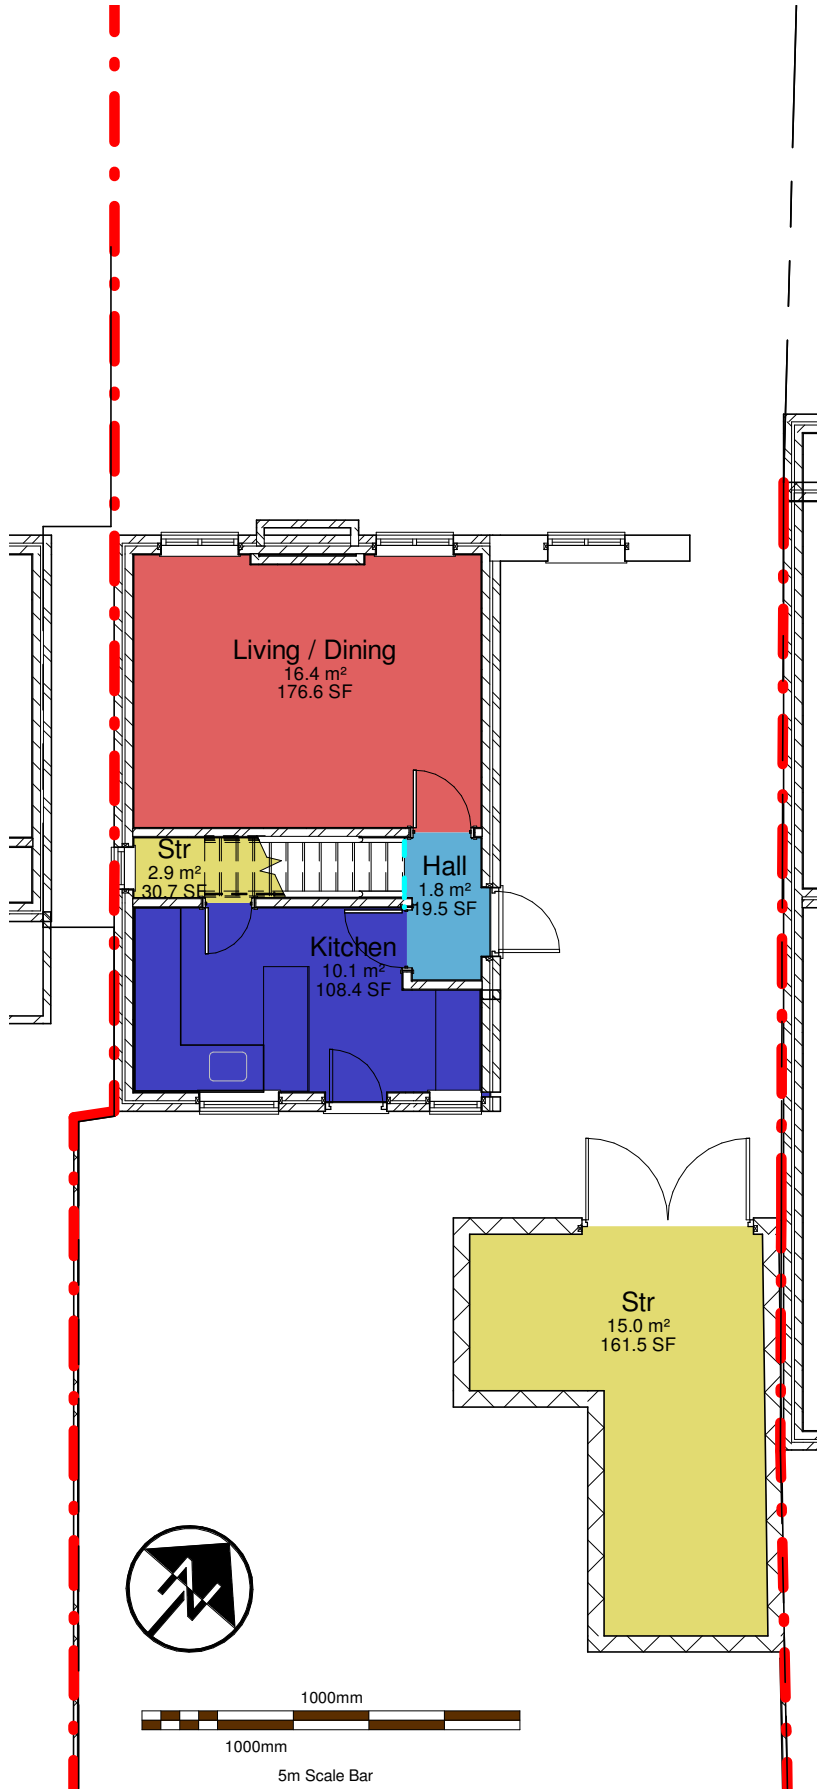 Living / Dining
16.4 m²
176.6 SF
Str
2.9 m²
30.7 SF
Hall
1.8 m²
19.5 SF
Kitchen
10.1 m²
108.4 SF
Str
15.0 m²
161.5 SF
N
1000mm
1000mm
5m Scale Bar